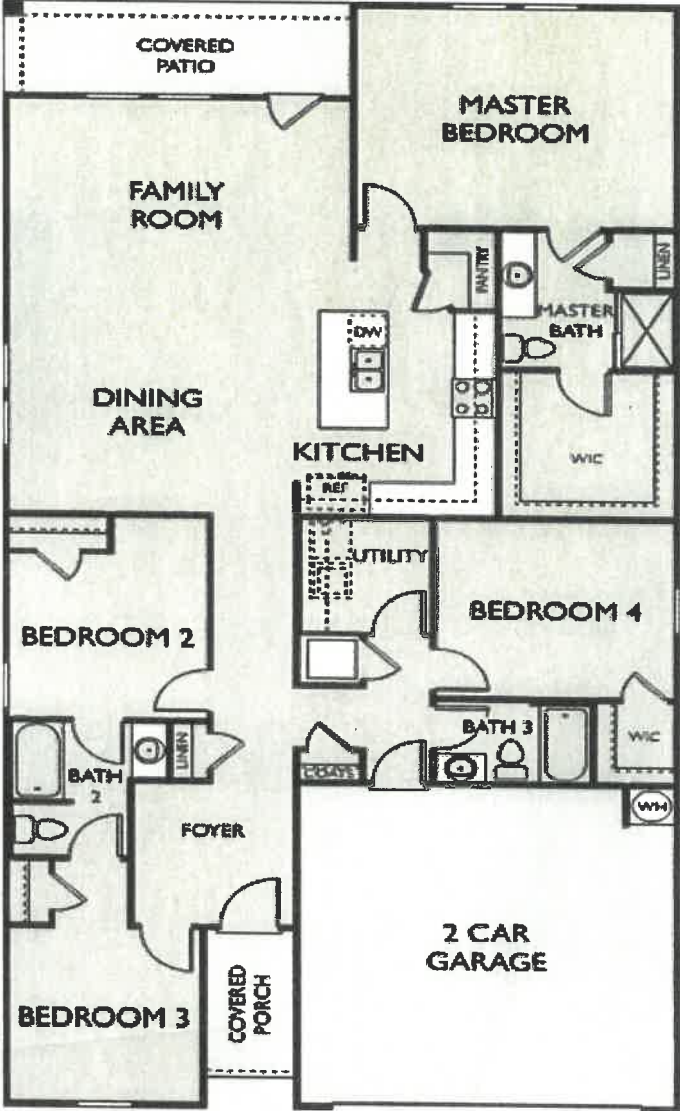 COVERED
PATIO
MASTER
BEDROOM
FAMILY
ROOM
PANTRY
LINEN
MASTER
BATH
DW
DINING
AREA
KITCHEN
WIC
REF
UTILITY
BEDROOM 2
BEDROOM 4
BATH 3
WIC
LINEN
BATH
2
COATS
FOYER
WH
2 CAR
GARAGE
COVERED
PORCH
BEDROOM 3